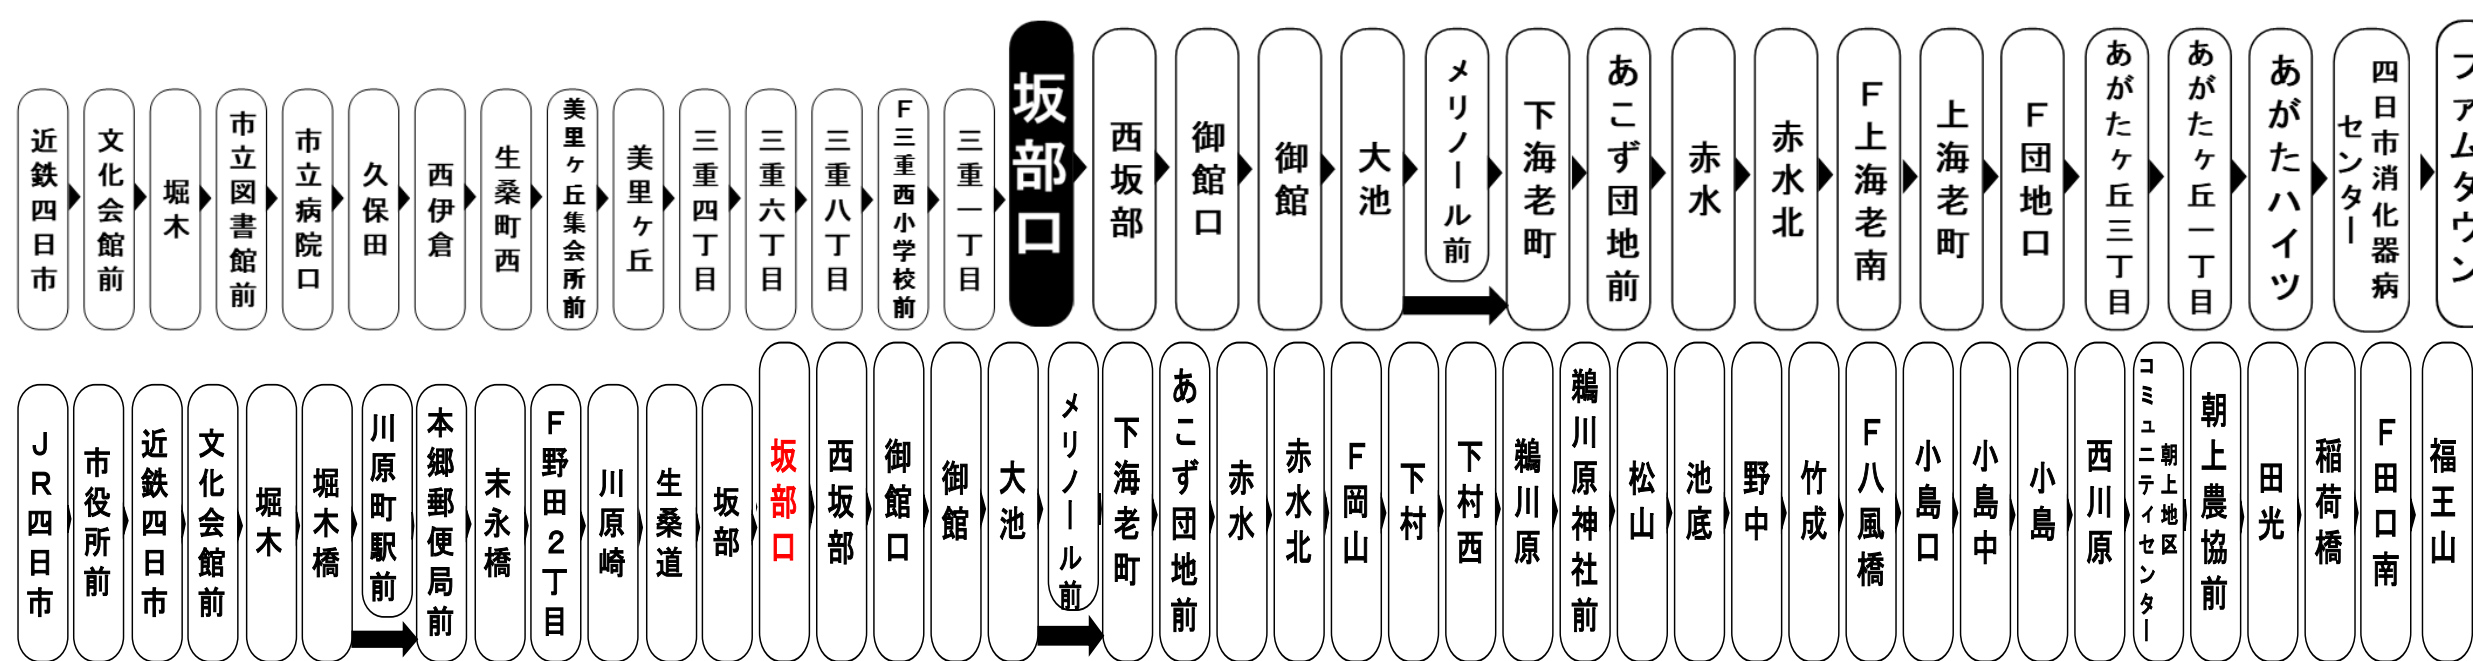 近鉄四日市
文化会館前
堀木
市立図書館前
市立病院口
久保田
西伊倉
生桑町西
美里ヶ丘集会所前
美里ヶ丘
三重四丁目
三重六丁目
三重八丁目
F三重西小学校前
三重一丁目
坂部口
西坂部
御館口
御館
大池
メリノール前
下海老町
あこず団地前
赤水
赤水北
F上海老南
上海老町
F団地口
あがたヶ丘三丁目
あがたヶ丘一丁目
あがたハイツ
四日市消化器病
センター
ファムタウン
JR四日市
市役所前
近鉄四日市
文化会館前
堀木
堀木橋
川原町駅前
本郷郵便局前
末永橋
F野田2丁目
川原崎
生桑道
坂部
坂部口
西坂部
御館口
御館
大池
メリノール前
下海老町
あこず団地前
赤水
赤水北
F岡山
下村
下村西
鵜川原
鵜川原神社前
松山
池底
野中
竹成
F八風橋
小島口
小島中
小島
西川原
朝上地区
コミュニティセンター
朝上農協前
田光
稲荷橋
F田口南
福王山